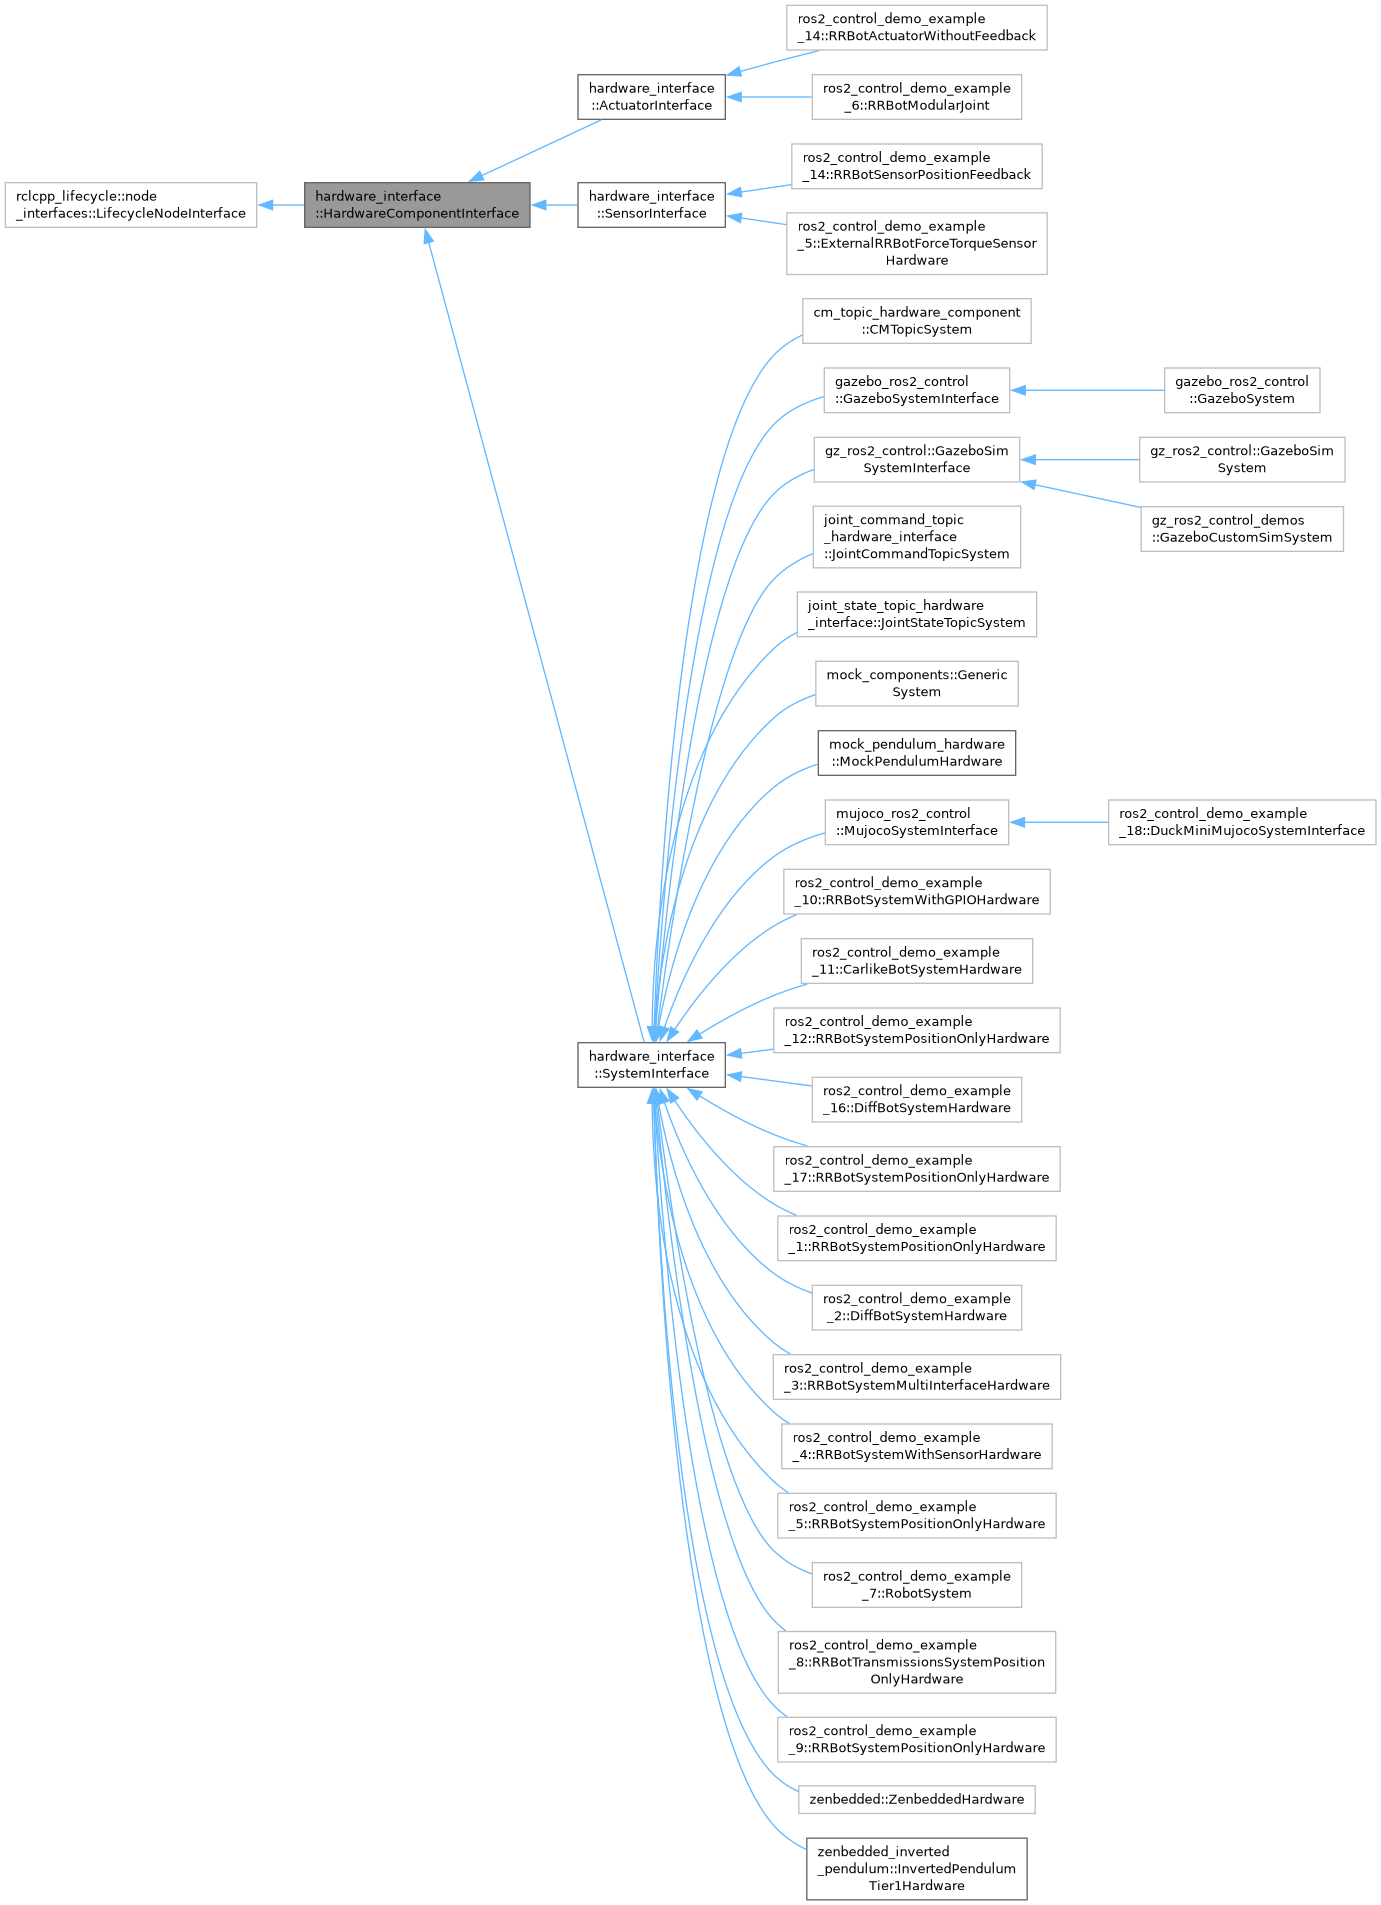 ros2_control_demo_example
_14::RRBotActuatorWithoutFeedback
hardware_interface
::ActuatorInterface
ros2_control_demo_example
_6::RRBotModularJoint
rclcpp_lifecycle::node
_interfaces::LifecycleNodeInterface
hardware_interface
::HardwareComponentInterface
hardware_interface
::SensorInterface
ros2_control_demo_example
_14::RRBotSensorPositionFeedback
ros2_control_demo_example
_5::ExternalRRBotForceTorqueSensor
Hardware
cm_topic_hardware_component
::CMTopicSystem
gazebo_ros2_control
::GazeboSystemInterface
gazebo_ros2_control
::GazeboSystem
gz_ros2_control::GazeboSim
SystemInterface
gz_ros2_control::GazeboSim
System
gz_ros2_control_demos
::GazeboCustomSimSystem
joint_command_topic
_hardware_interface
::JointCommandTopicSystem
joint_state_topic_hardware
_interface::JointStateTopicSystem
mock_components::Generic
System
mock_pendulum_hardware
::MockPendulumHardware
mujoco_ros2_control
::MujocoSystemInterface
ros2_control_demo_example
_18::DuckMiniMujocoSystemInterface
ros2_control_demo_example
_10::RRBotSystemWithGPIOHardware
ros2_control_demo_example
_11::CarlikeBotSystemHardware
ros2_control_demo_example
_12::RRBotSystemPositionOnlyHardware
hardware_interface
::SystemInterface
ros2_control_demo_example
_16::DiffBotSystemHardware
ros2_control_demo_example
_17::RRBotSystemPositionOnlyHardware
ros2_control_demo_example
_1::RRBotSystemPositionOnlyHardware
ros2_control_demo_example
_2::DiffBotSystemHardware
ros2_control_demo_example
_3::RRBotSystemMultiInterfaceHardware
ros2_control_demo_example
_4::RRBotSystemWithSensorHardware
ros2_control_demo_example
_5::RRBotSystemPositionOnlyHardware
ros2_control_demo_example
_7::RobotSystem
ros2_control_demo_example
_8::RRBotTransmissionsSystemPosition
OnlyHardware
ros2_control_demo_example
_9::RRBotSystemPositionOnlyHardware
zenbedded::ZenbeddedHardware
zenbedded_inverted
_pendulum::InvertedPendulum
Tier1Hardware